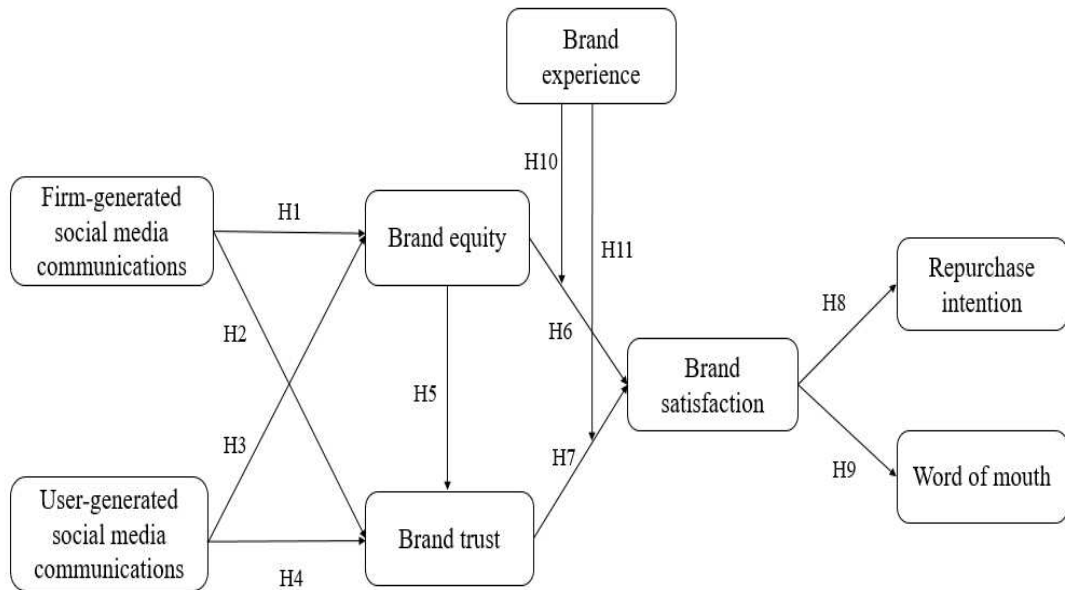 Brand
experience
H10
H11
Firm-generated
social media
communications
H1
Brand equity
H2
H3
H5
H6
Repurchase
intention
H8
Brand
satisfaction
H7
H9
User-generated
social media
communications
H4
Brand trust
Word of mouth